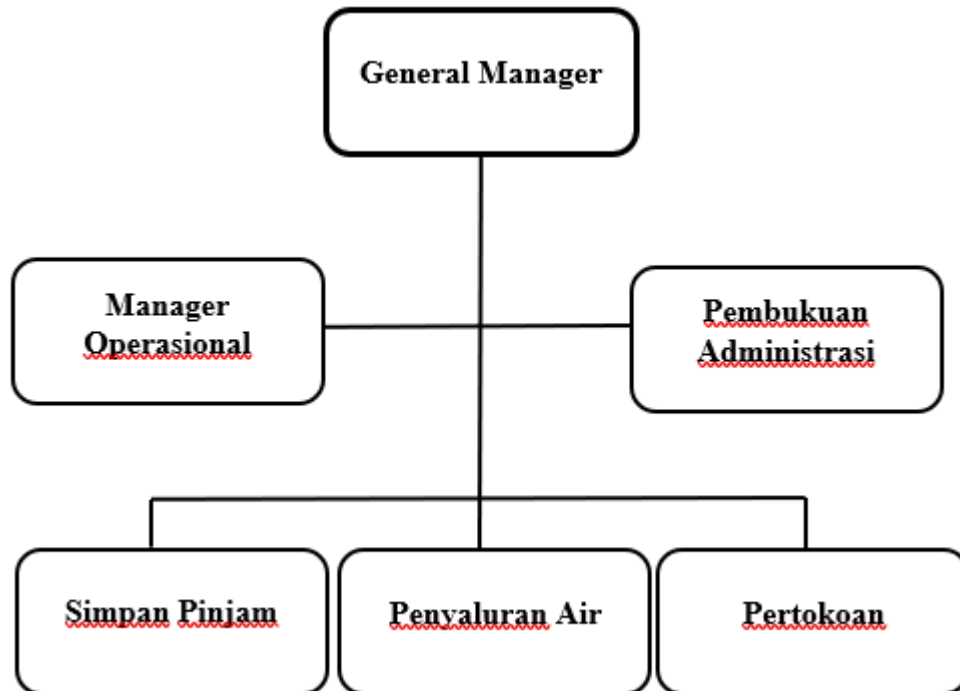 General Manager
Manager
Operasional
Pembukuan
Administrasi
Simpan Pinjam
Penyaluran Air
Pertokoan